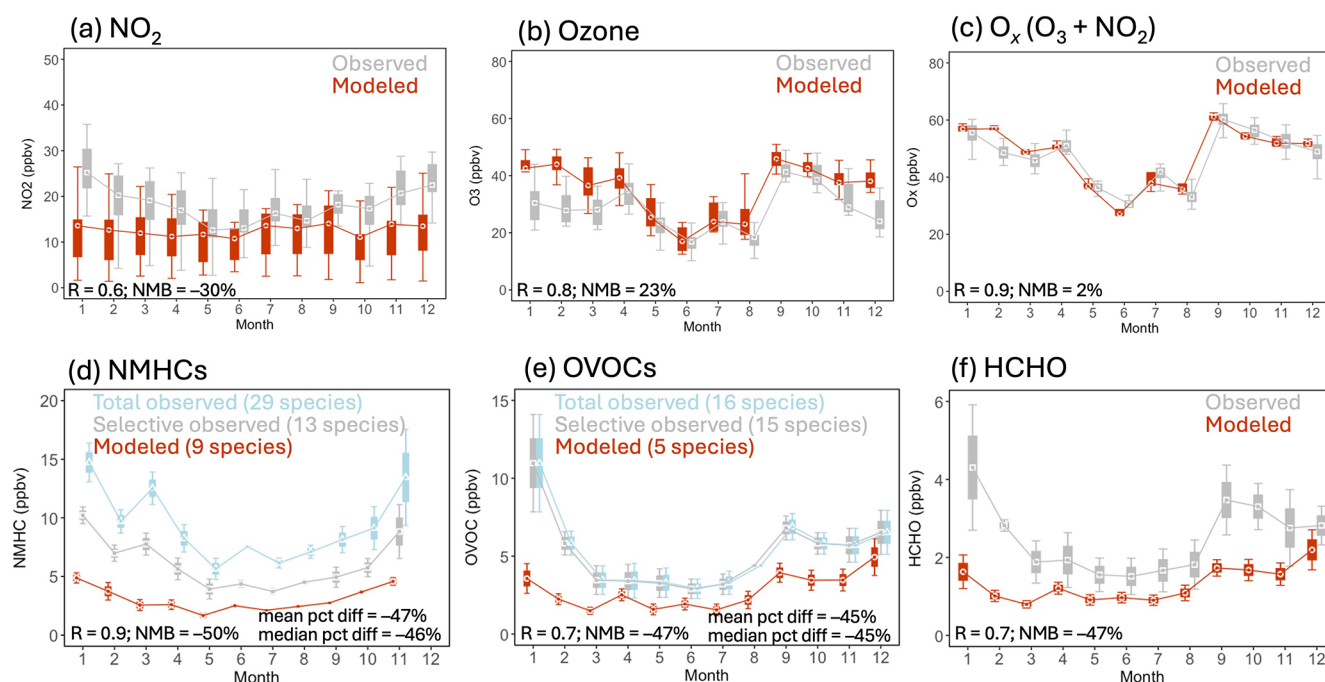 (a) NO2
Observed
Modeled
NO2 (ppbv)
50
40
30
20
10
0
R = 0.6; NMB = –30%
1 2 3 4 5 6 7 8 9 10 11 12
Month
(b) Ozone
Observed
Modeled
O3 (ppbv)
80
60
40
20
0
R = 0.8; NMB = 23%
1 2 3 4 5 6 7 8 9 10 11 12
Month
(c) Ox (O3 + NO2)
Observed
Modeled
Ox (ppbv)
80
60
40
20
0
R = 0.9; NMB = 2%
1 2 3 4 5 6 7 8 9 10 11 12
Month
(d) NMHCs
Total observed (29 species)
Selective observed (13 species)
Modeled (9 species)
NMHC (ppbv)
20
15
10
5
0
mean pct diff = –47%
R = 0.9; NMB = –50% median pct diff = –46%
1 2 3 4 5 6 7 8 9 10 11 12
Month
(e) OVOCs
Total observed (16 species)
Selective observed (15 species)
Modeled (5 species)
OVOC (ppbv)
15
10
5
0
mean pct diff = –45%
R = 0.7; NMB = –47% median pct diff = –45%
1 2 3 4 5 6 7 8 9 10 11 12
Month
(f) HCHO
Observed
Modeled
HCHO (ppbv)
6
4
2
0
R = 0.7; NMB = –47%
1 2 3 4 5 6 7 8 9 10 11 12
Month